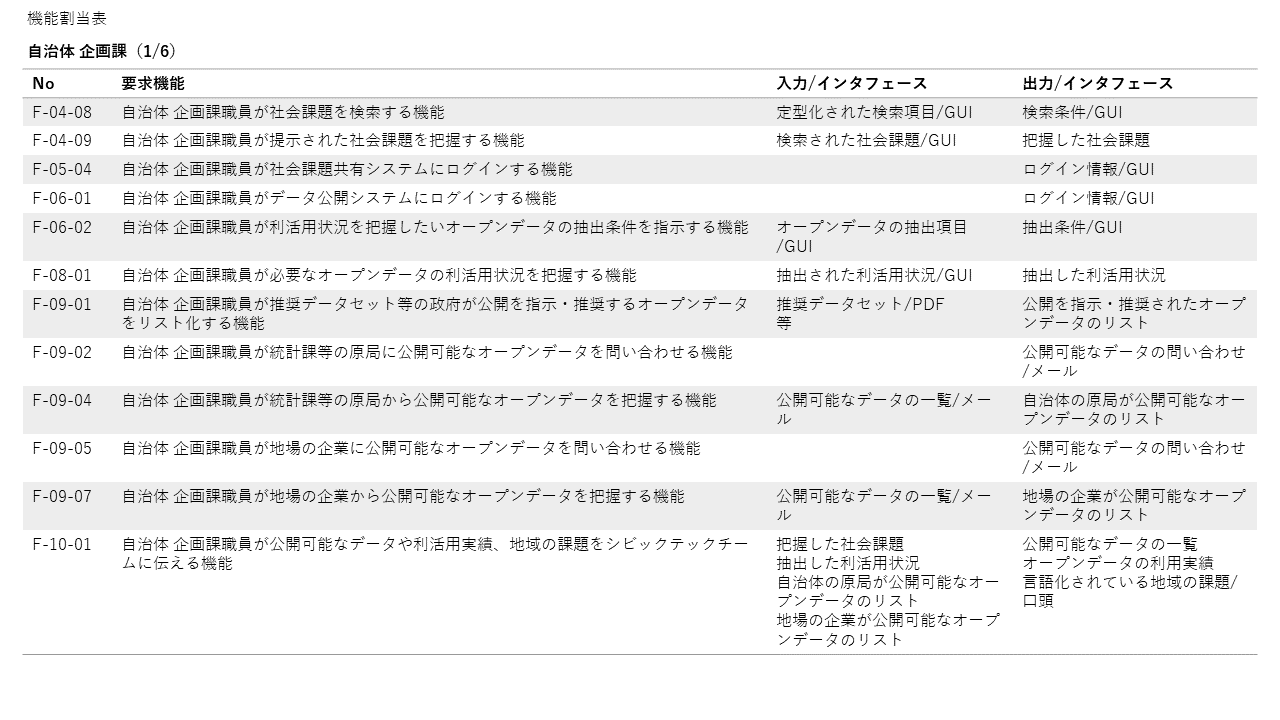 機能割当表
自治体 企画課（1/6）
No 要求機能 入力/インタフェース 出力/インタフェース
F-04-08 自治体 企画課職員が社会課題を検索する機能 定型化された検索項目/GUI 検索条件/GUI
F-04-09 自治体 企画課職員が提示された社会課題を把握する機能 検索された社会課題/GUI 把握した社会課題
F-05-04 自治体 企画課職員が社会課題共有システムにログインする機能 ログイン情報/GUI
F-06-01 自治体 企画課職員がデータ公開システムにログインする機能 ログイン情報/GUI
F-06-02 自治体 企画課職員が利活用状況を把握したいオープンデータの抽出条件を指示する機能 オープンデータの抽出項目 抽出条件/GUI
/GUI
F-08-01 自治体 企画課職員が必要なオープンデータの利活用状況を把握する機能 抽出された利活用状況/GUI 抽出した利活用状況
F-09-01 自治体 企画課職員が推奨データセット等の政府が公開を指示・推奨するオープンデータ 推奨データセット/PDF 公開を指示・推奨されたオープ
をリスト化する機能 等 ンデータのリスト
F-09-02 自治体 企画課職員が統計課等の原局に公開可能なオープンデータを問い合わせる機能 公開可能なデータの問い合わせ
/メール
F-09-04 自治体 企画課職員が統計課等の原局から公開可能なオープンデータを把握する機能 公開可能なデータの一覧/メー 自治体の原局が公開可能なオー
ル プンデータのリスト
F-09-05 自治体 企画課職員が地場の企業に公開可能なオープンデータを問い合わせる機能 公開可能なデータの問い合わせ
/メール
F-09-07 自治体 企画課職員が地場の企業から公開可能なオープンデータを把握する機能 公開可能なデータの一覧/メー 地場の企業が公開可能なオープ
ル ンデータのリスト
F-10-01 自治体 企画課職員が公開可能なデータや利活用実績、地域の課題をシビックテックチー 把握した社会課題 公開可能なデータの一覧
ムに伝える機能 抽出した利活用状況 オープンデータの利用実績
自治体の原局が公開可能なオー 言語化されている地域の課題/
プンデータのリスト 口頭
地場の企業が公開可能なオープ
ンデータのリスト